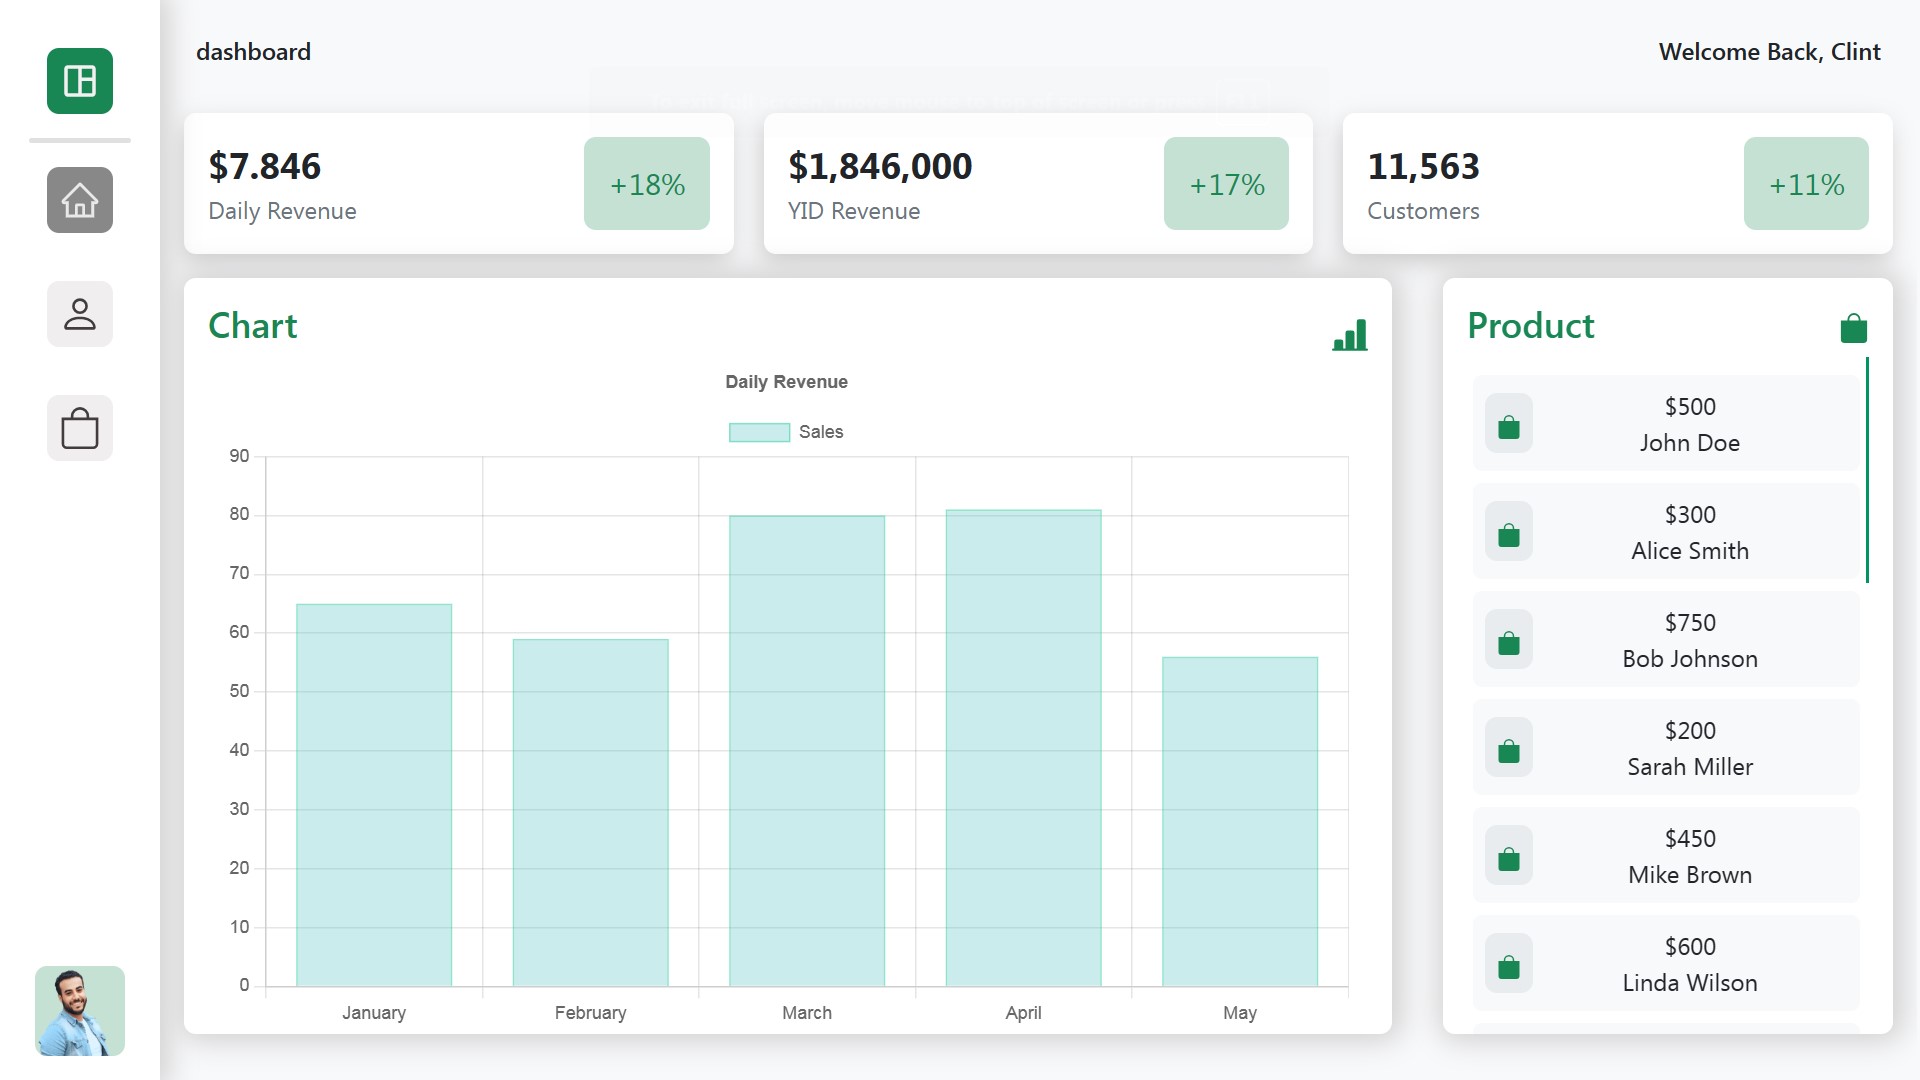 dashboard
Welcome Back, Clint
$7.846
Daily Revenue
+18%
$1,846,000
YID Revenue
+17%
11,563
Customers
+11%
Chart
Daily Revenue
Sales
90
80
70
60
50
40
30
20
10
0
January
February
March
April
May
Product
$500
John Doe
$300
Alice Smith
$750
Bob Johnson
$200
Sarah Miller
$450
Mike Brown
$600
Linda Wilson